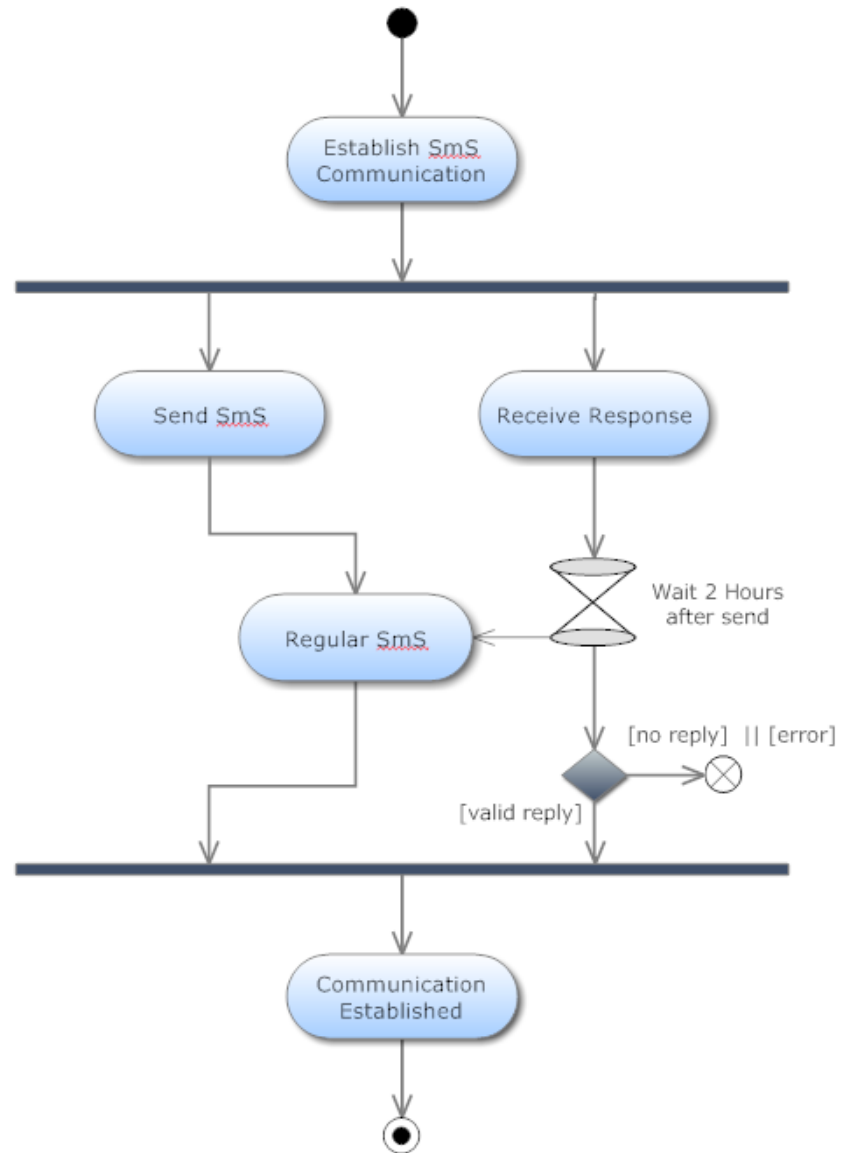 Establish SmS
Communication
Send SmS
Receive Response
Wait 2 Hours
after send
Regular SmS
[no reply] || [error]
[valid reply]
Communication
Established